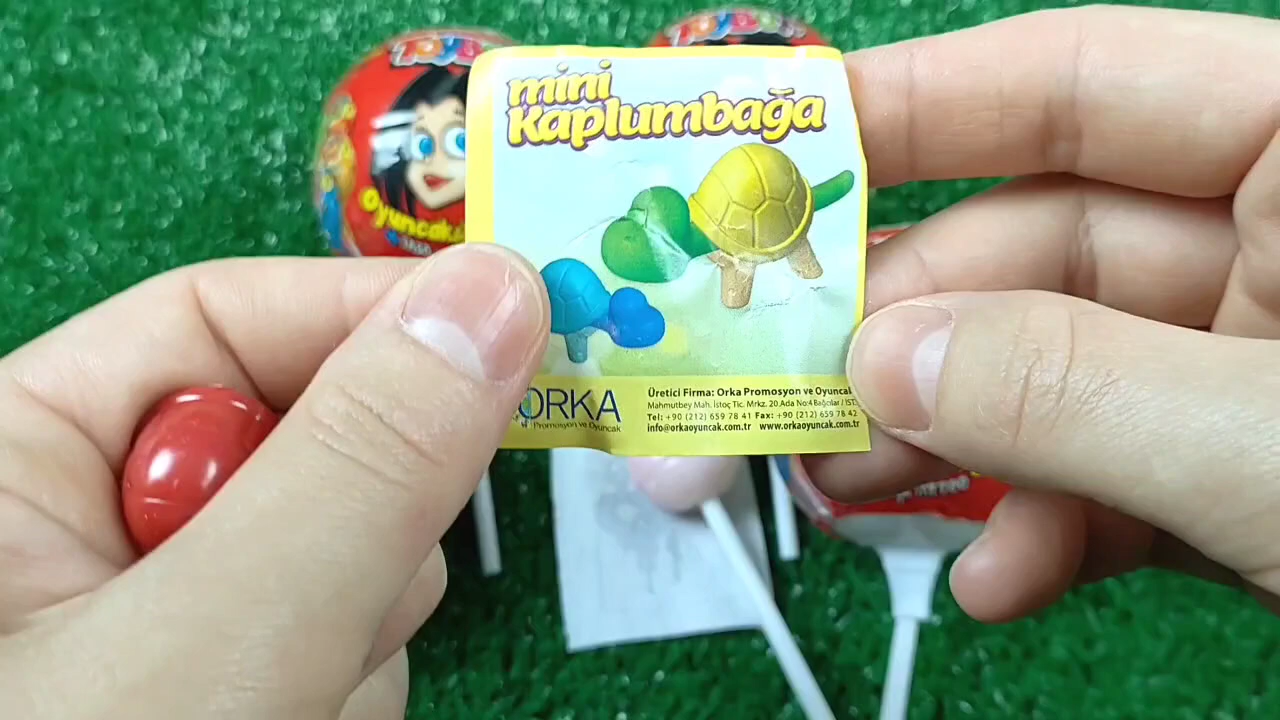 mini
Kaplumbağa
ORKA
Promosyon ve Oyuncak
Üretici Firma: Orka Promosyon ve Oyuncak
Mahmutbey Mah. İstoç Tic. Mrkz. 20.Ada No:4 Bağcılar / İST.
Tel: +90 (212) 659 78 41 Fax: +90 (212) 659 78 42
info@orkaoyuncak.com.tr www.orkaoyuncak.com.tr
Oyuncak